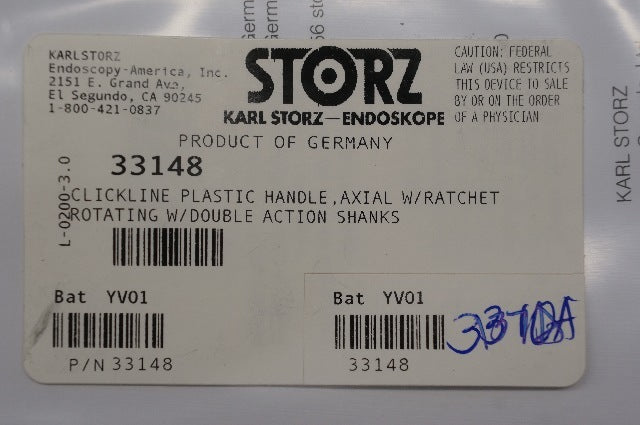 KARLSTORZ
Endoscopy-America, Inc.
2151 E. Grand Ave,
El Segundo, CA 90245
1-800-421-0837
STORZ
KARL STORZ—ENDOSKOPE
CAUTION: FEDERAL
LAW (USA) RESTRICTS
THIS DEVICE TO SALE
BY OR ON THE ORDER
OF A PHYSICIAN
PRODUCT OF GERMANY
33148
L-0200-3.0
CLICKLINE PLASTIC HANDLE,AXIAL W/RATCHET
ROTATING W/DOUBLE ACTION SHANKS
Bat YV01
P/N 33148
Bat YV01
33148
KARL STORZ